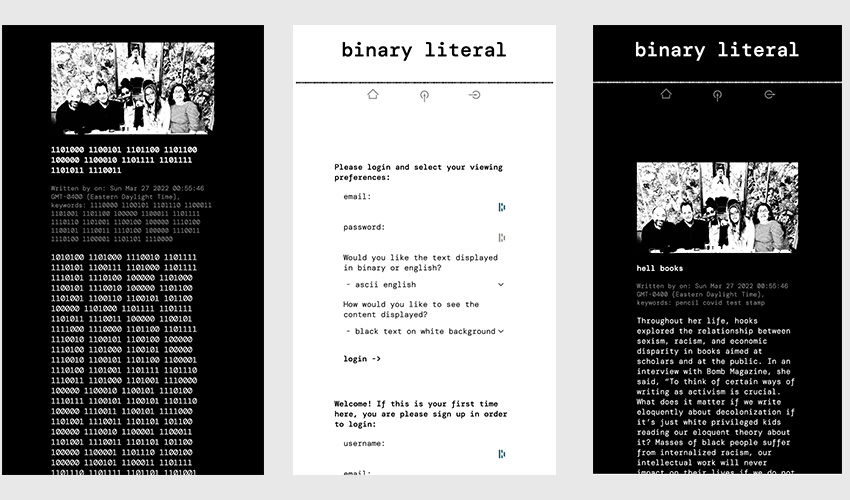 1101000 1100101 1101100 1101100
100000 1100010 1101111 1101111
1101011 1110011
Written by on: Sun Mar 27 2022 00:55:46
GMT-0400 (Eastern Daylight Time),
keywords: 1110000 1100101 1101110 1100011
1101001 1101100 100000 1100011 1101111
1110110 1101001 1100100 100000 1110100
1100101 1110011 1110100 100000 1110011
1110100 1100001 1101101 1110000
1010100 1101000 1110010 1101111
1110101 1100111 1101000 1101111
1110101 1110100 100000 1101000
1100101 1110010 100000 1101100
1101001 1100110 1100101 101100
100000 1101000 1101111 1101111
1101011 1110011 100000 1100101
1111000 1110000 1101100 1101111
1110010 1100101 1100100 100000
1110100 1101000 1100101 100000
1110010 1100101 1101100 1100001
1110100 1101001 1101111 1101110
1110011 1101000 1101001 1110000
100000 1100010 1100101 1110100
1110111 1100101 1100101 1101110
100000 1110011 1100101 1111000
1101001 1110011 1101101 101100
100000 1110010 1100001 1100011
1101001 1110011 1101101 101100
100000 1100001 1101110 1100100
100000 1100101 1100011 1101111
1101110 1101111 1101101 1101001
binary literal
Please login and select your viewing
preferences:
email:
password:
Would you like the text displayed
in binary or english?
- ascii english
How would you like to see the
content displayed?
- black text on white background
login ->
Welcome! If this is your first time
here, you are please sign up in order
to login:
username:
email:
binary literal
hell books
Written by on: Sun Mar 27 2022 00:55:46
GMT-0400 (Eastern Daylight Time),
keywords: pencil covid test stamp
Throughout her life, hooks
explored the relationship between
sexism, racism, and economic
disparity in books aimed at
scholars and at the public. In an
interview with Bomb Magazine, she
said, “To think of certain ways of
writing as activism is crucial.
What does it matter if we write
eloquently about decolonization if
it’s just white privileged kids
reading our eloquent theory about
it? Masses of black people suffer
from internalized racism, our
intellectual work will never
impact on their lives if we do not